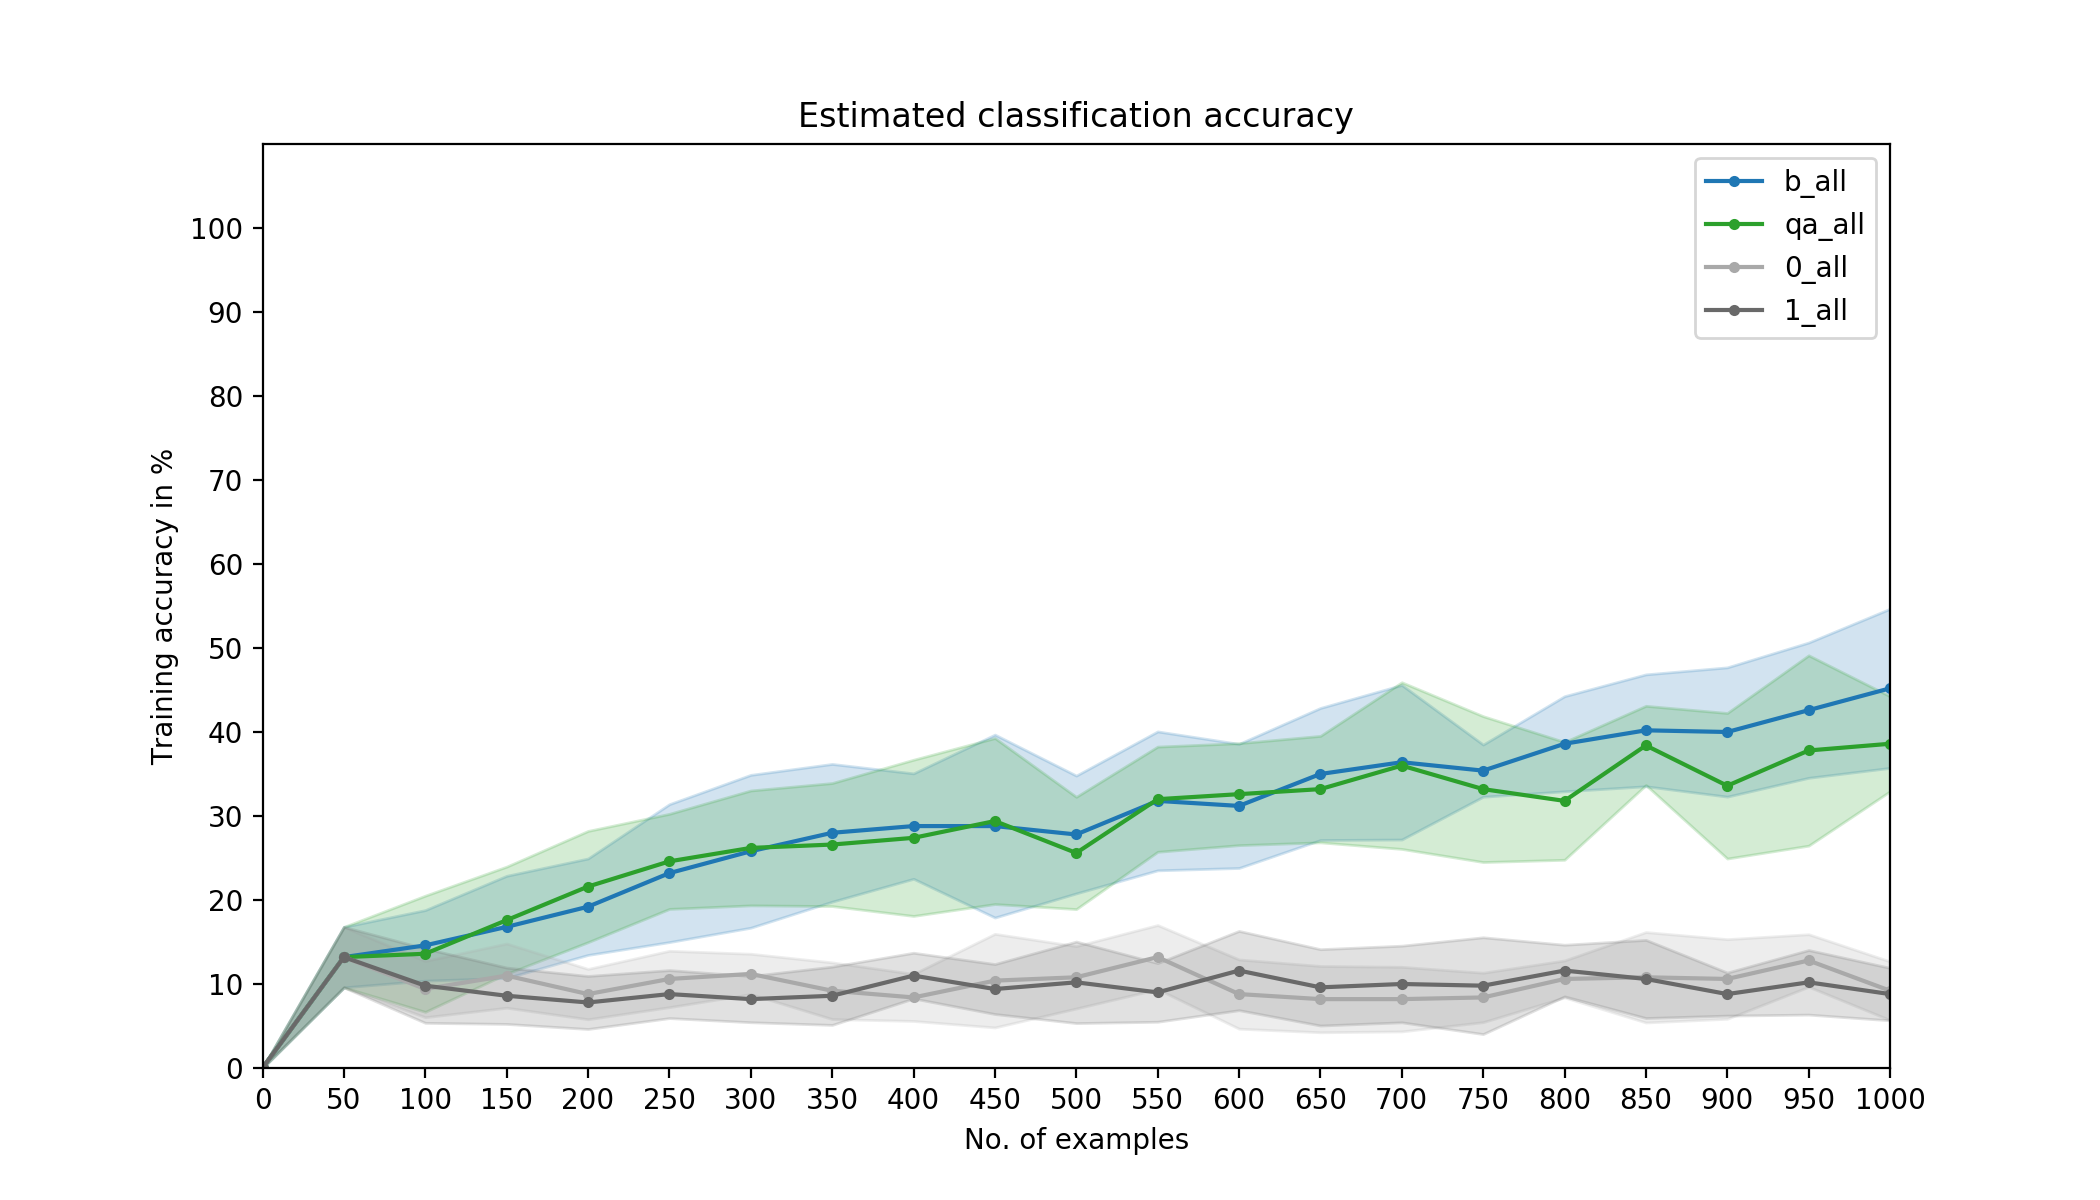 Estimated classification accuracy
b_all
qa_all
0_all
1_all
Training accuracy in %
100
90
80
70
60
50
40
30
20
10
0
0 50 100 150 200 250 300 350 400 450 500 550 600 650 700 750 800 850 900 950 1000
No. of examples